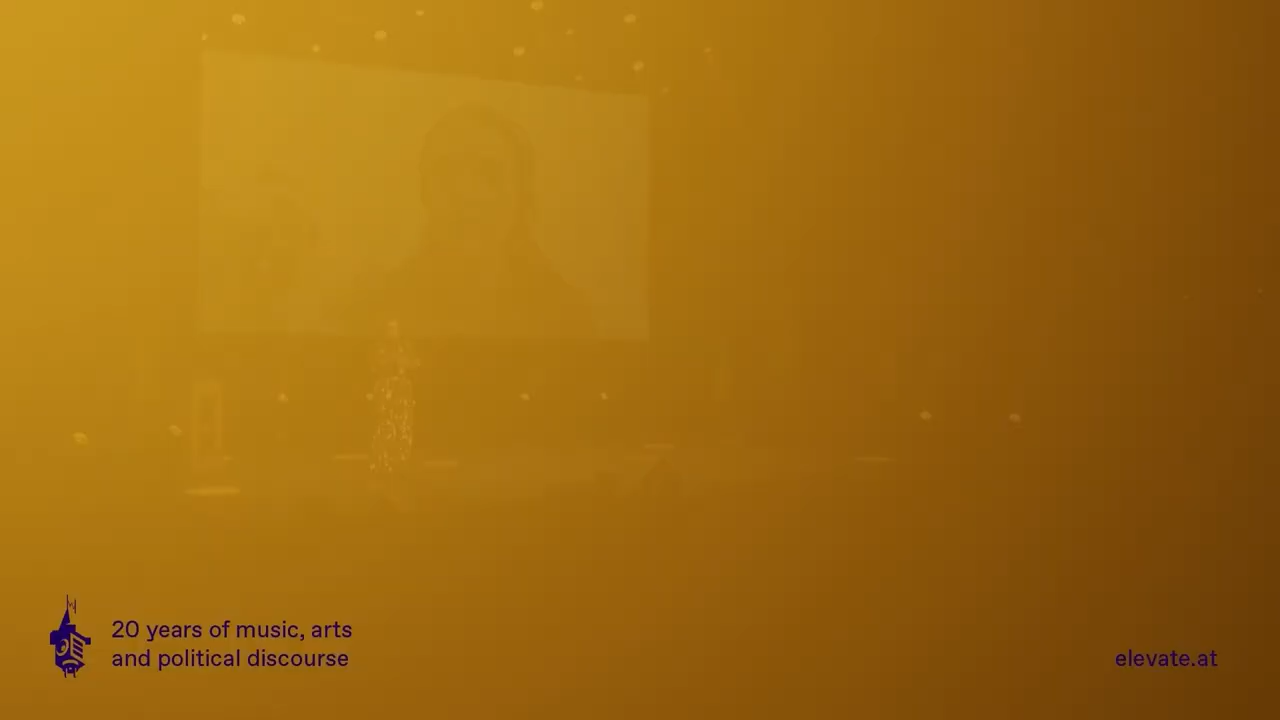 20 years of music, arts
and political discourse
elevate.at